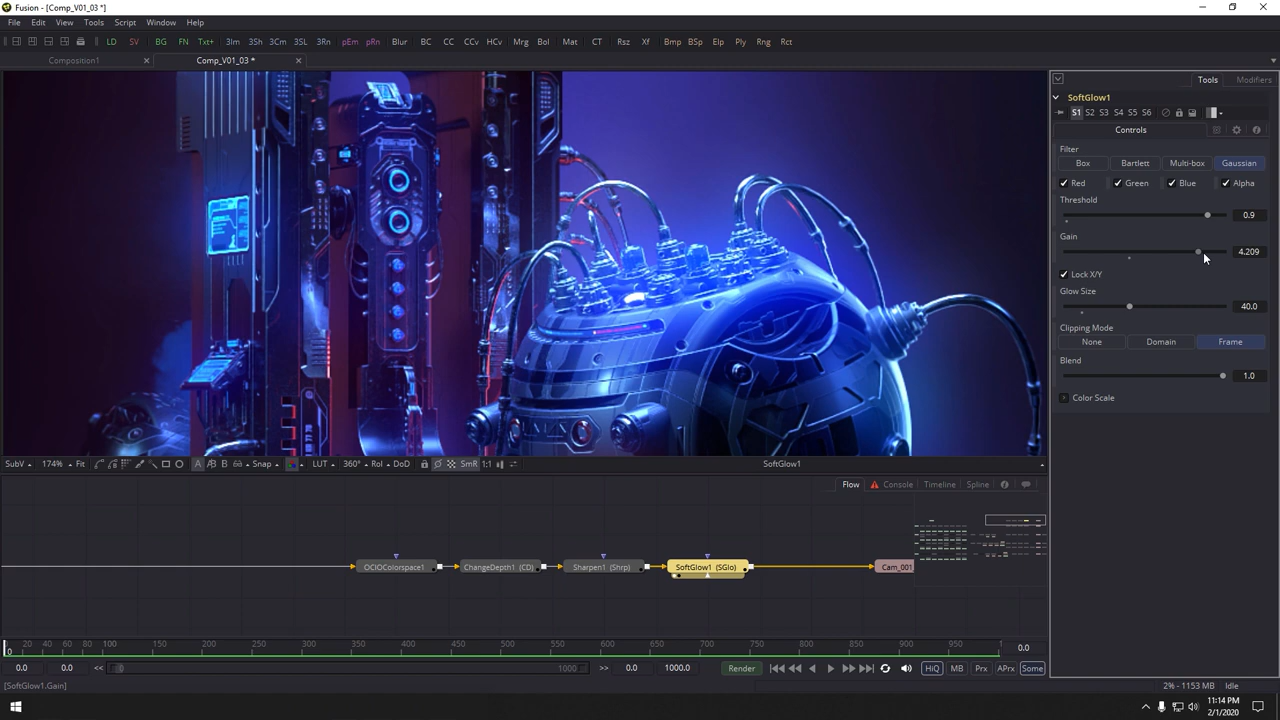 Fusion - [Comp_V01_03 *]
File Edit View Tools Script Window Help
LD SV BG FN Txt+ 3Im 3Sh 3Cm 3SL 3Rn pEm pRn Blur BC CC CCv HCv Mrg Bol Mat CT Rsz Xf Bmp BSp Elp Ply Rng Rct
Composition1 Comp_V01_03 *
Tools Modifiers
SoftGlow1
S1 S2 S3 S4 S5 S6
Controls
Filter
Box Bartlett Multi-box Gaussian
Red Green Blue Alpha
Threshold
0.9
Gain
4.209
Lock X/Y
Glow Size
40.0
Clipping Mode
None Domain Frame
Blend
1.0
Color Scale
SubV 174% Fit A B Snap LUT 360° RoI DoD SmR 1:1 SoftGlow1
Flow Console Timeline Spline
OCIOColorspace1 ChangeDepth1 (CD) Sharpen1 (Shrp) SoftGlow1 (SGlo) Cam_001
0 20 40 60 80 100 150 200 250 300 350 400 450 500 550 600 650 700 750 800 850 900 950 0.0
0.0 0.0 << 1000 >> 0.0 1000.0 Render HiQ MB Prx APrx Some
[SoftGlow1.Gain] 2% - 1153 MB Idle
11:14 PM
2/1/2020